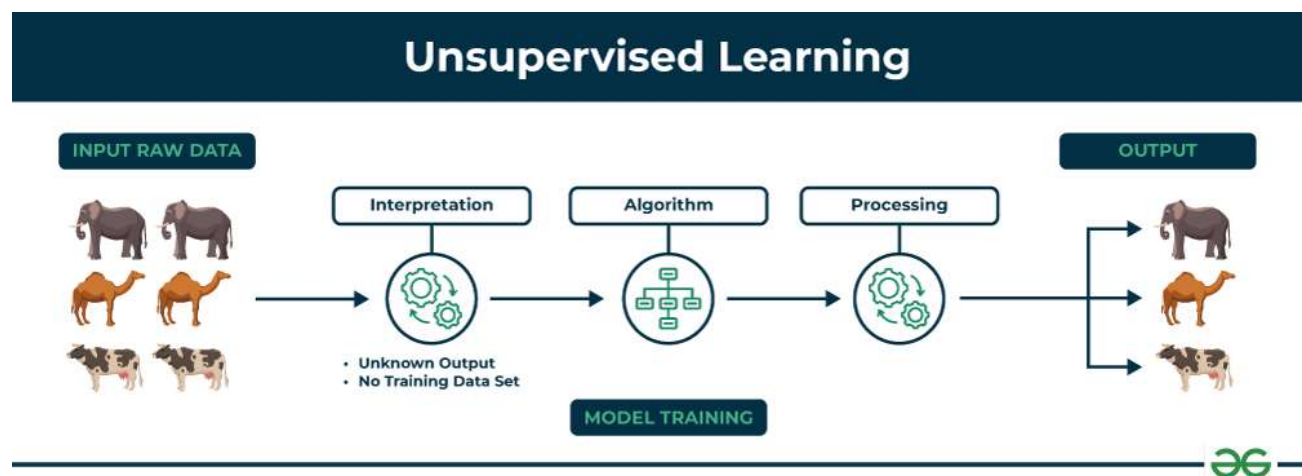 Unsupervised Learning
INPUT RAW DATA
OUTPUT
Interpretation
Algorithm
Processing
• Unknown Output
• No Training Data Set
MODEL TRAINING